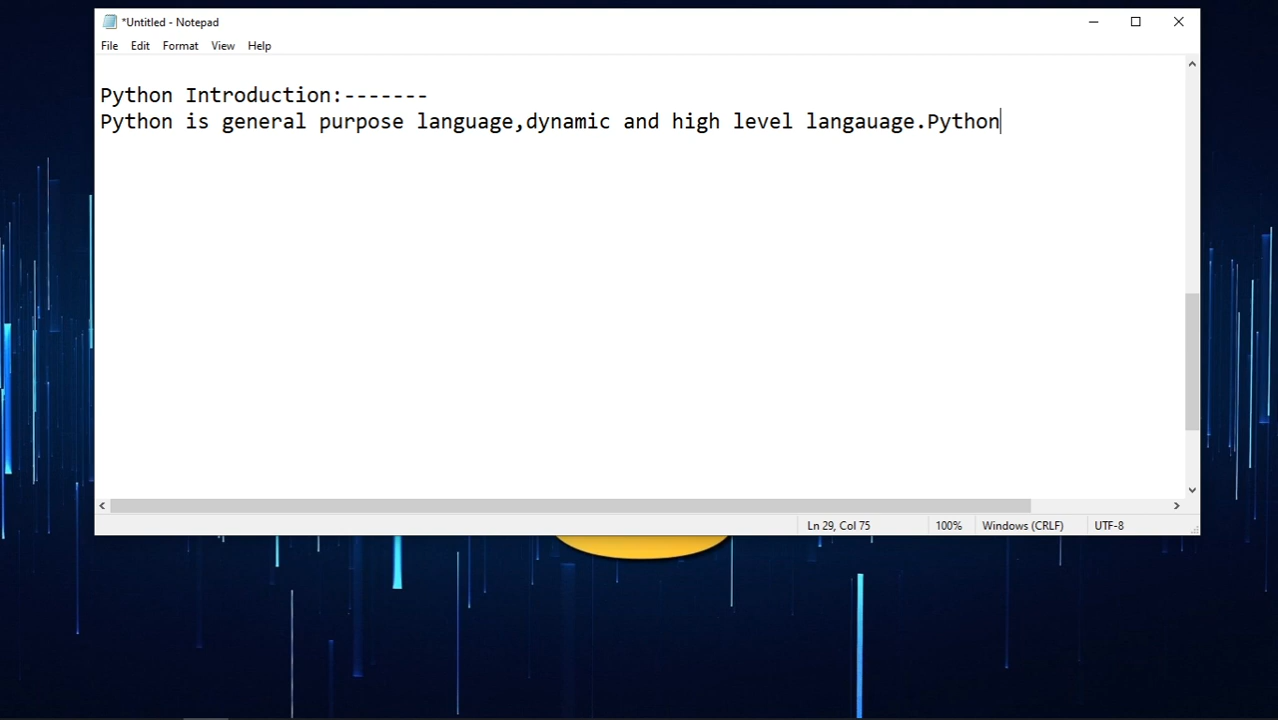 *Untitled - Notepad
File Edit Format View Help
Python Introduction:-------
Python is general purpose language,dynamic and high level langauage.Python
Ln 29, Col 75 100% Windows (CRLF) UTF-8